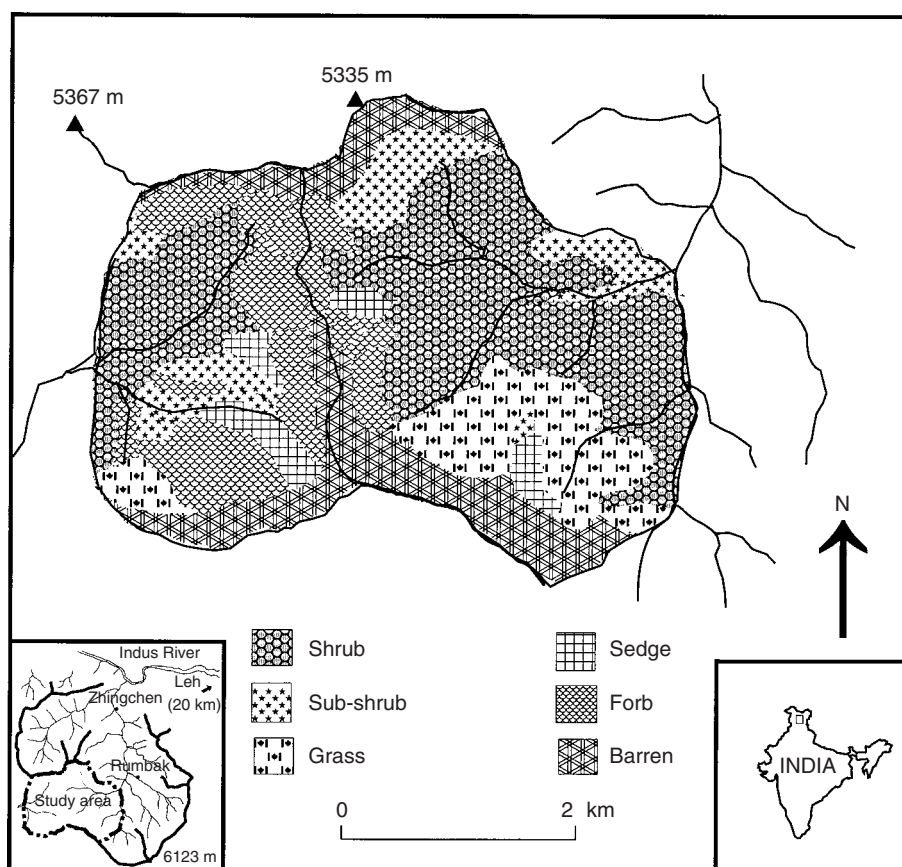 5335 m
5367 m
N
Shrub
Sub-shrub
Grass
Sedge
Forb
Barren
0 2 km
Indus River
Leh
(20 km)
Zhingchen
Rumbak
Study area
6123 m
INDIA